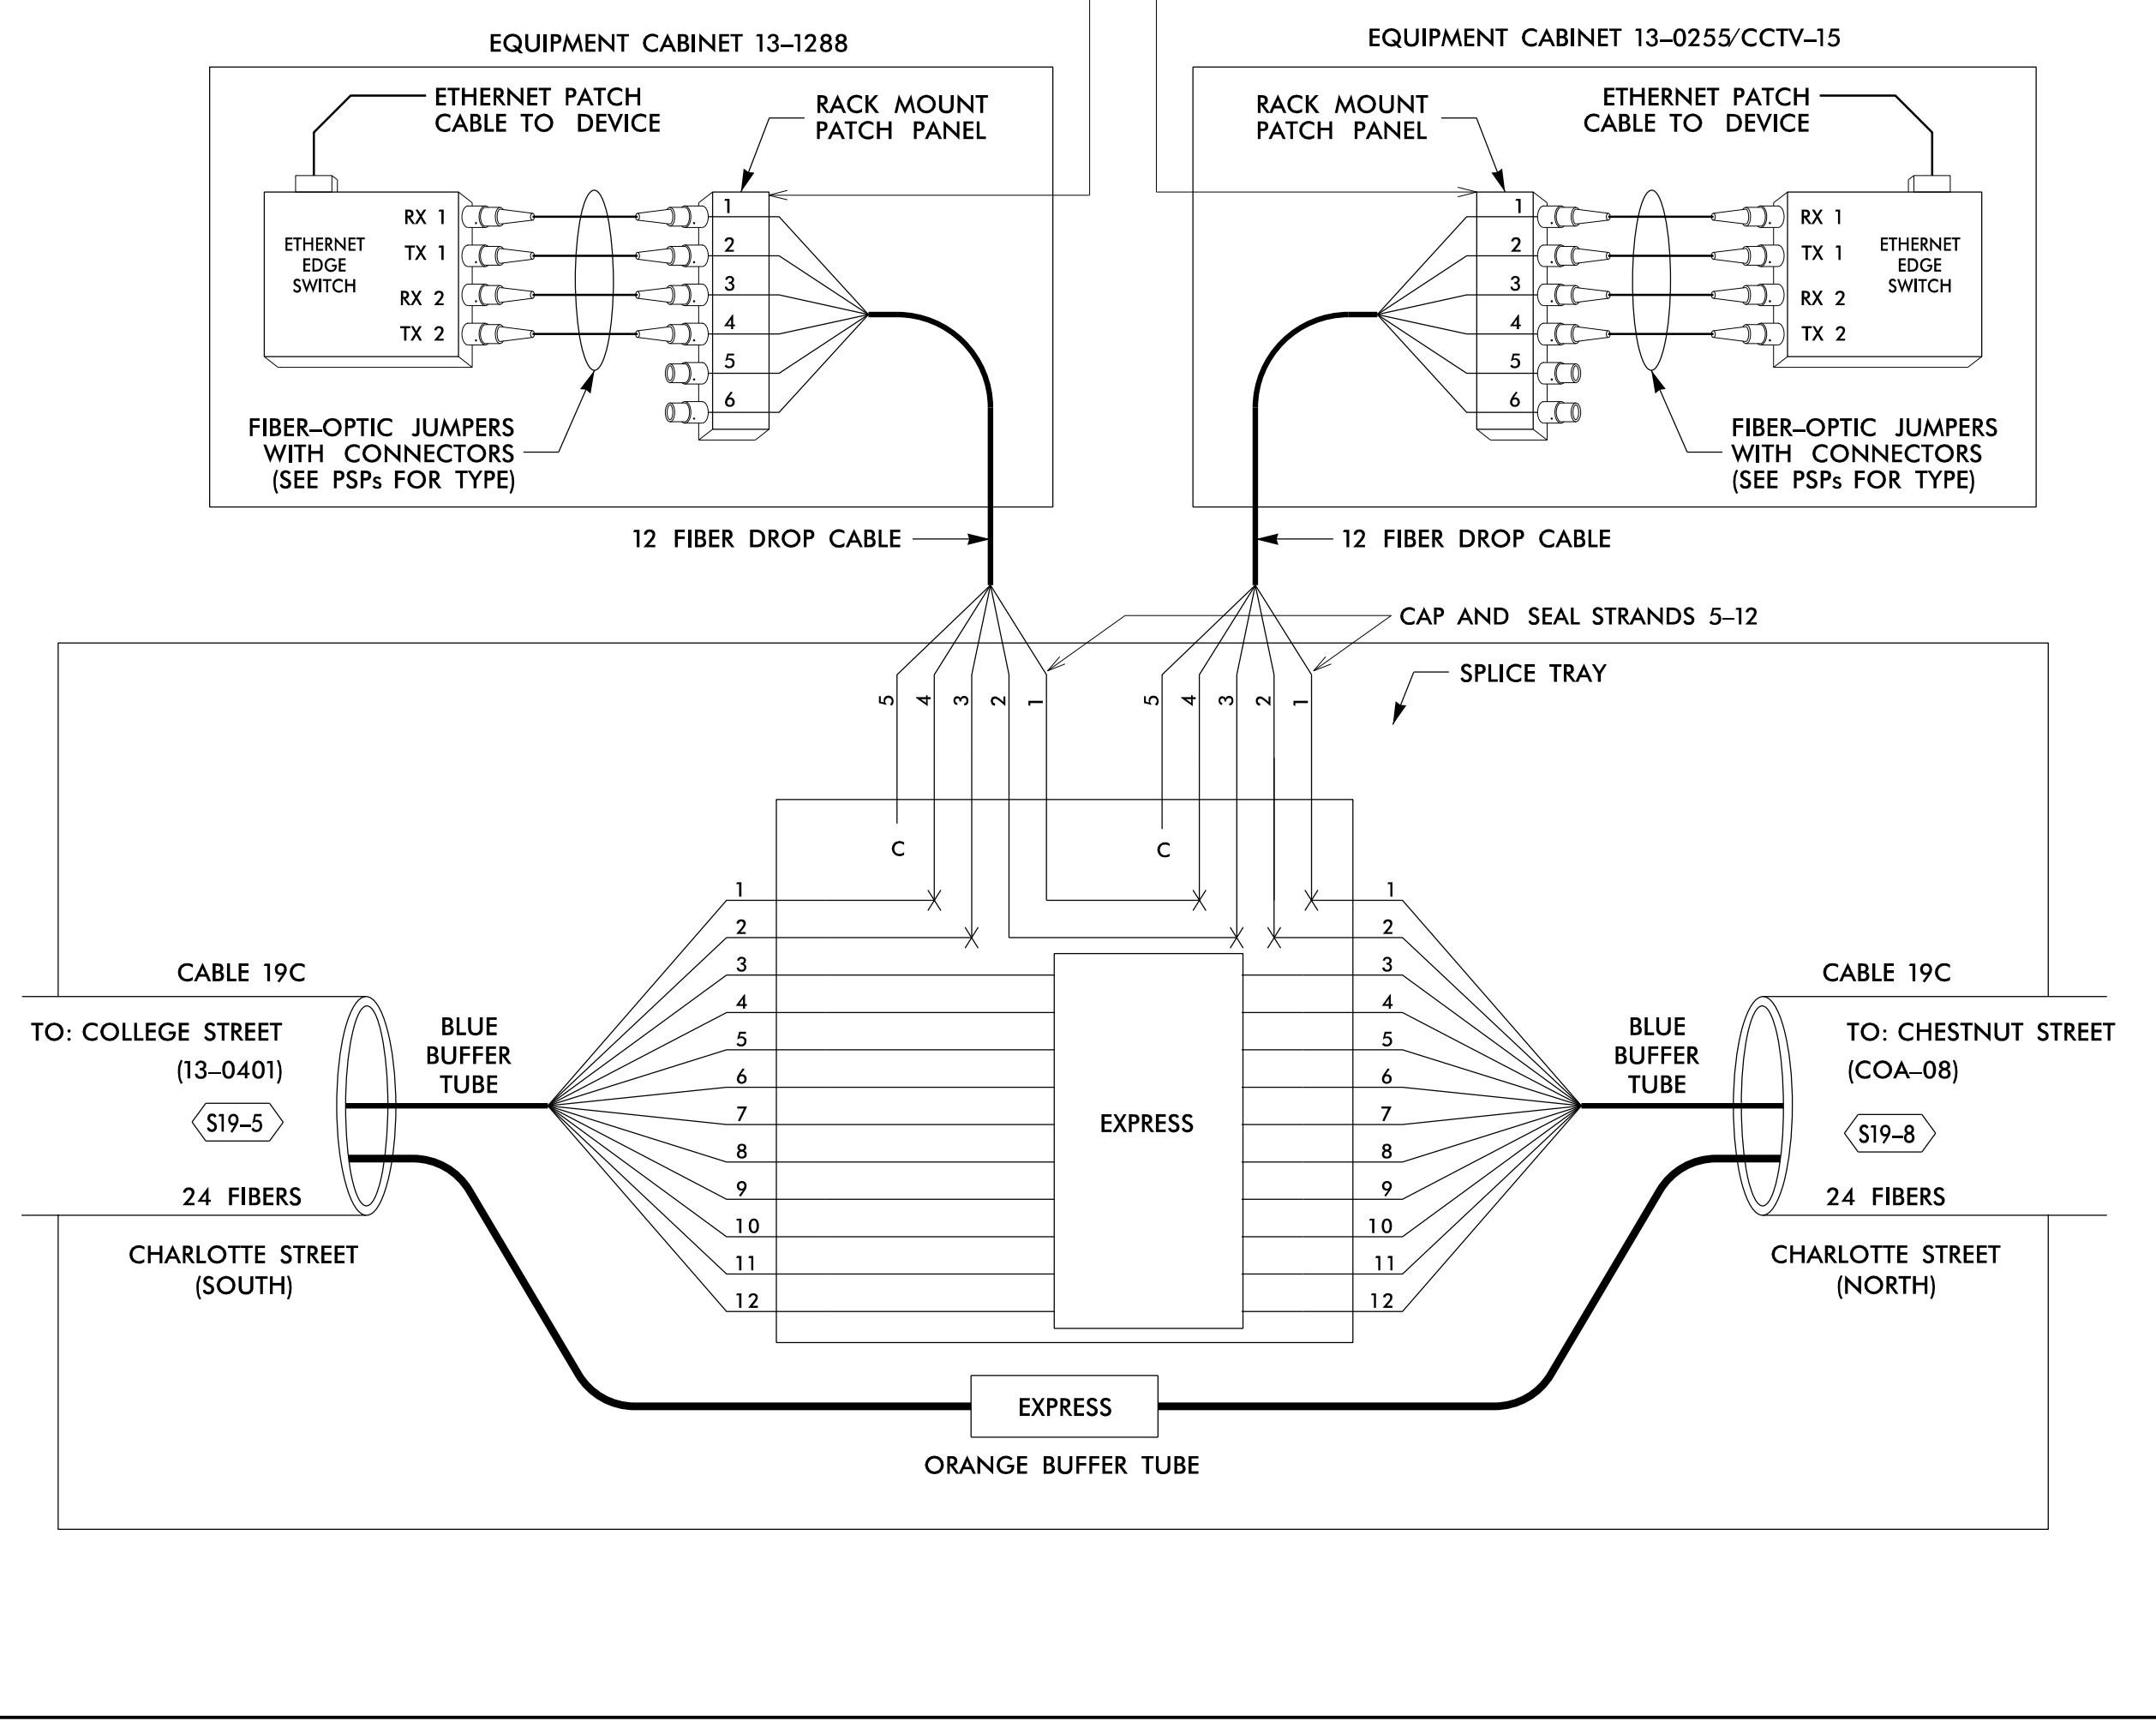 EQUIPMENT CABINET 13–1288
ETHERNET PATCH
CABLE TO DEVICE
RACK MOUNT
PATCH PANEL
ETHERNET
EDGE
SWITCH
RX 1
TX 1
RX 2
TX 2
1
2
3
4
5
6
FIBER–OPTIC JUMPERS
WITH CONNECTORS
(SEE PSPs FOR TYPE)
12 FIBER DROP CABLE
EQUIPMENT CABINET 13–0255/CCTV–15
RACK MOUNT
PATCH PANEL
ETHERNET PATCH
CABLE TO DEVICE
1
2
3
4
5
6
RX 1
TX 1
RX 2
TX 2
ETHERNET
EDGE
SWITCH
FIBER–OPTIC JUMPERS
WITH CONNECTORS
(SEE PSPs FOR TYPE)
12 FIBER DROP CABLE
CAP AND SEAL STRANDS 5–12
SPLICE TRAY
5
4
3
2
1
5
4
3
2
1
C
C
CABLE 19C
TO: COLLEGE STREET
(13–0401)
S19–5
24 FIBERS
CHARLOTTE STREET
(SOUTH)
BLUE
BUFFER
TUBE
1
2
3
4
5
6
7
8
9
10
11
12
EXPRESS
1
2
3
4
5
6
7
8
9
10
11
12
BLUE
BUFFER
TUBE
CABLE 19C
TO: CHESTNUT STREET
(COA–08)
S19–8
24 FIBERS
CHARLOTTE STREET
(NORTH)
EXPRESS
ORANGE BUFFER TUBE